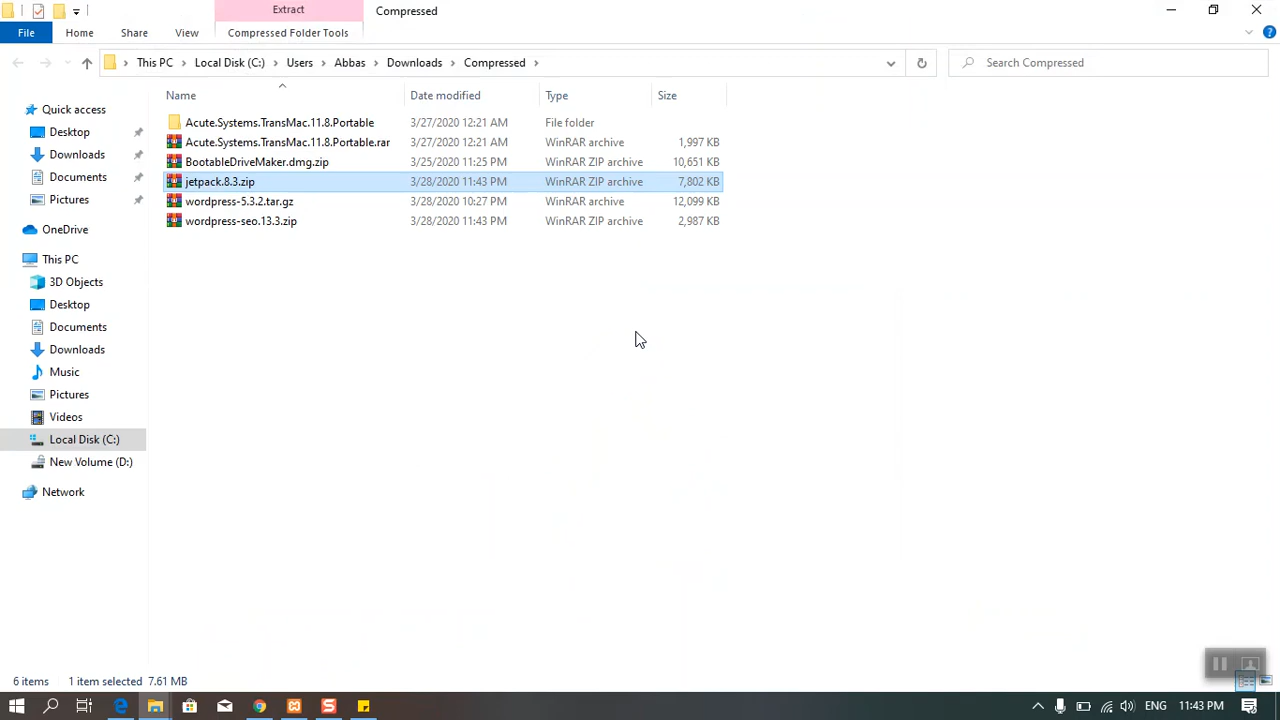 Extract
Compressed
File
Home
Share
View
Compressed Folder Tools
This PC
Local Disk (C:)
Users
Abbas
Downloads
Compressed
Search Compressed
Name
Date modified
Type
Size
Acute.Systems.TransMac.11.8.Portable 3/27/2020 12:21 AM File folder
Acute.Systems.TransMac.11.8.Portable.rar 3/27/2020 12:21 AM WinRAR archive 1,997 KB
BootableDriveMaker.dmg.zip 3/25/2020 11:25 PM WinRAR ZIP archive 10,651 KB
jetpack.8.3.zip 3/28/2020 11:43 PM WinRAR ZIP archive 7,802 KB
wordpress-5.3.2.tar.gz 3/28/2020 10:27 PM WinRAR archive 12,099 KB
wordpress-seo.13.3.zip 3/28/2020 11:43 PM WinRAR ZIP archive 2,987 KB
Quick access
Desktop
Downloads
Documents
Pictures
OneDrive
This PC
3D Objects
Desktop
Documents
Downloads
Music
Pictures
Videos
Local Disk (C:)
New Volume (D:)
Network
6 items
1 item selected 7.61 MB
ENG
11:43 PM